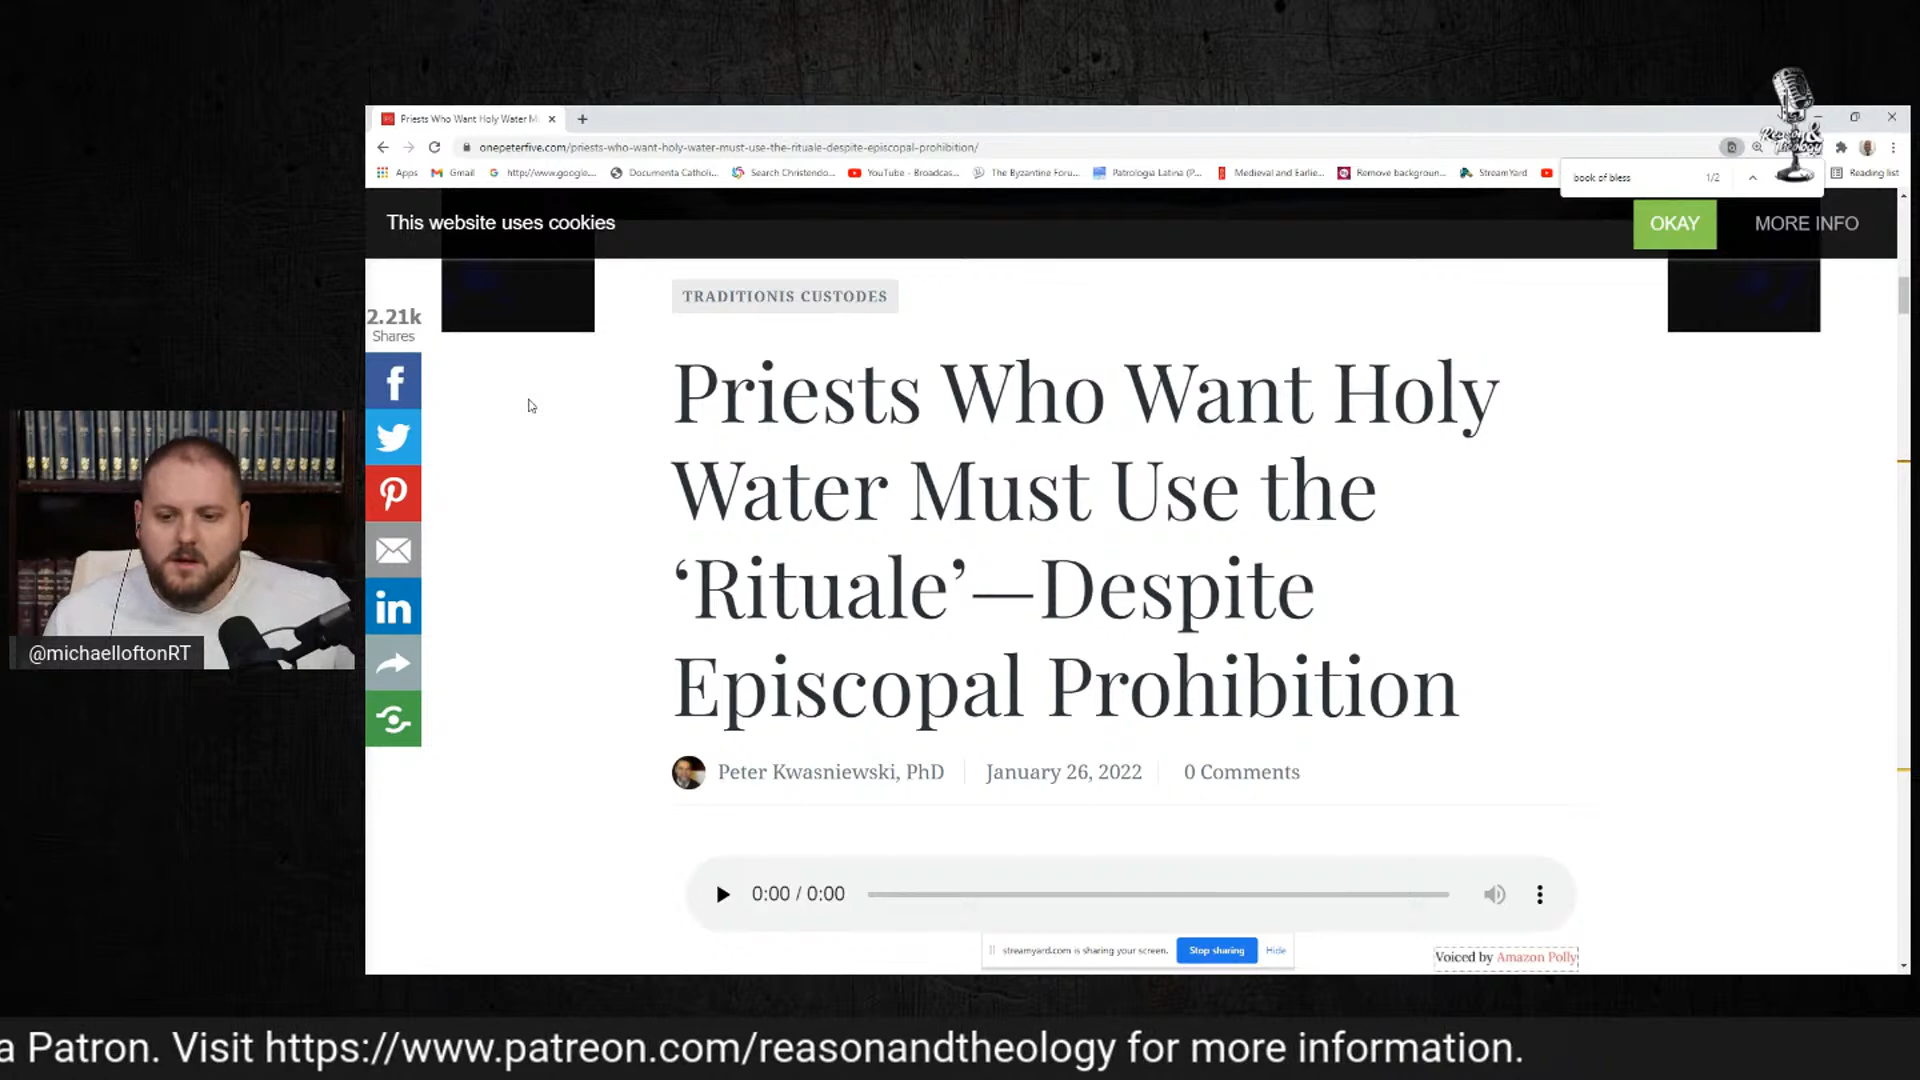 Priests Who Want Holy Water M
onepeterfive.com/priests-who-want-holy-water-must-use-the-rituale-despite-episcopal-prohibition/
Apps
Gmail
http://www.google...
Documenta Catholi...
Search Christendo...
YouTube - Broadcas...
The Byzantine Foru...
Patrologia Latina (P...
Medieval and Earlie...
Remove backgroun...
StreamYard
book of bless
1/2
Reading list
Reason &
Theology
This website uses cookies
OKAY
MORE INFO
TRADITIONIS CUSTODES
2.21k
Shares
Priests Who Want Holy
Water Must Use the
‘Rituale’—Despite
Episcopal Prohibition
Peter Kwasniewski, PhD
January 26, 2022
0 Comments
@michaelloftonRT
0:00 / 0:00
streamyard.com is sharing your screen.
Stop sharing
Hide
Voiced by Amazon Polly
a Patron. Visit https://www.patreon.com/reasonandtheology for more information.